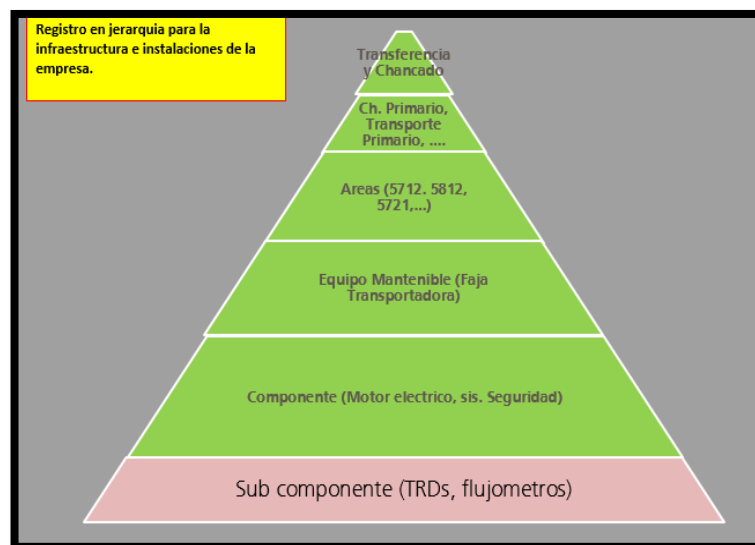 Registro en jerarquia para la
infraestructura e instalaciones de la
empresa.
Transferencia
y Chancado
Ch. Primario,
Transporte
Primario, ....
Areas (5712. 5812,
5721,...)
Equipo Mantenible (Faja
Transportadora)
Componente (Motor electrico, sis. Seguridad)
Sub componente (TRDs, flujometros)